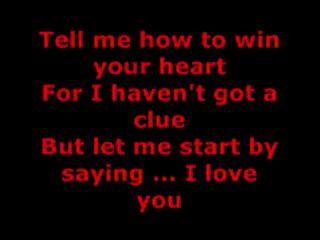 Tell me how to win
your heart
For I haven't got a
clue
But let me start by
saying ... I love
you